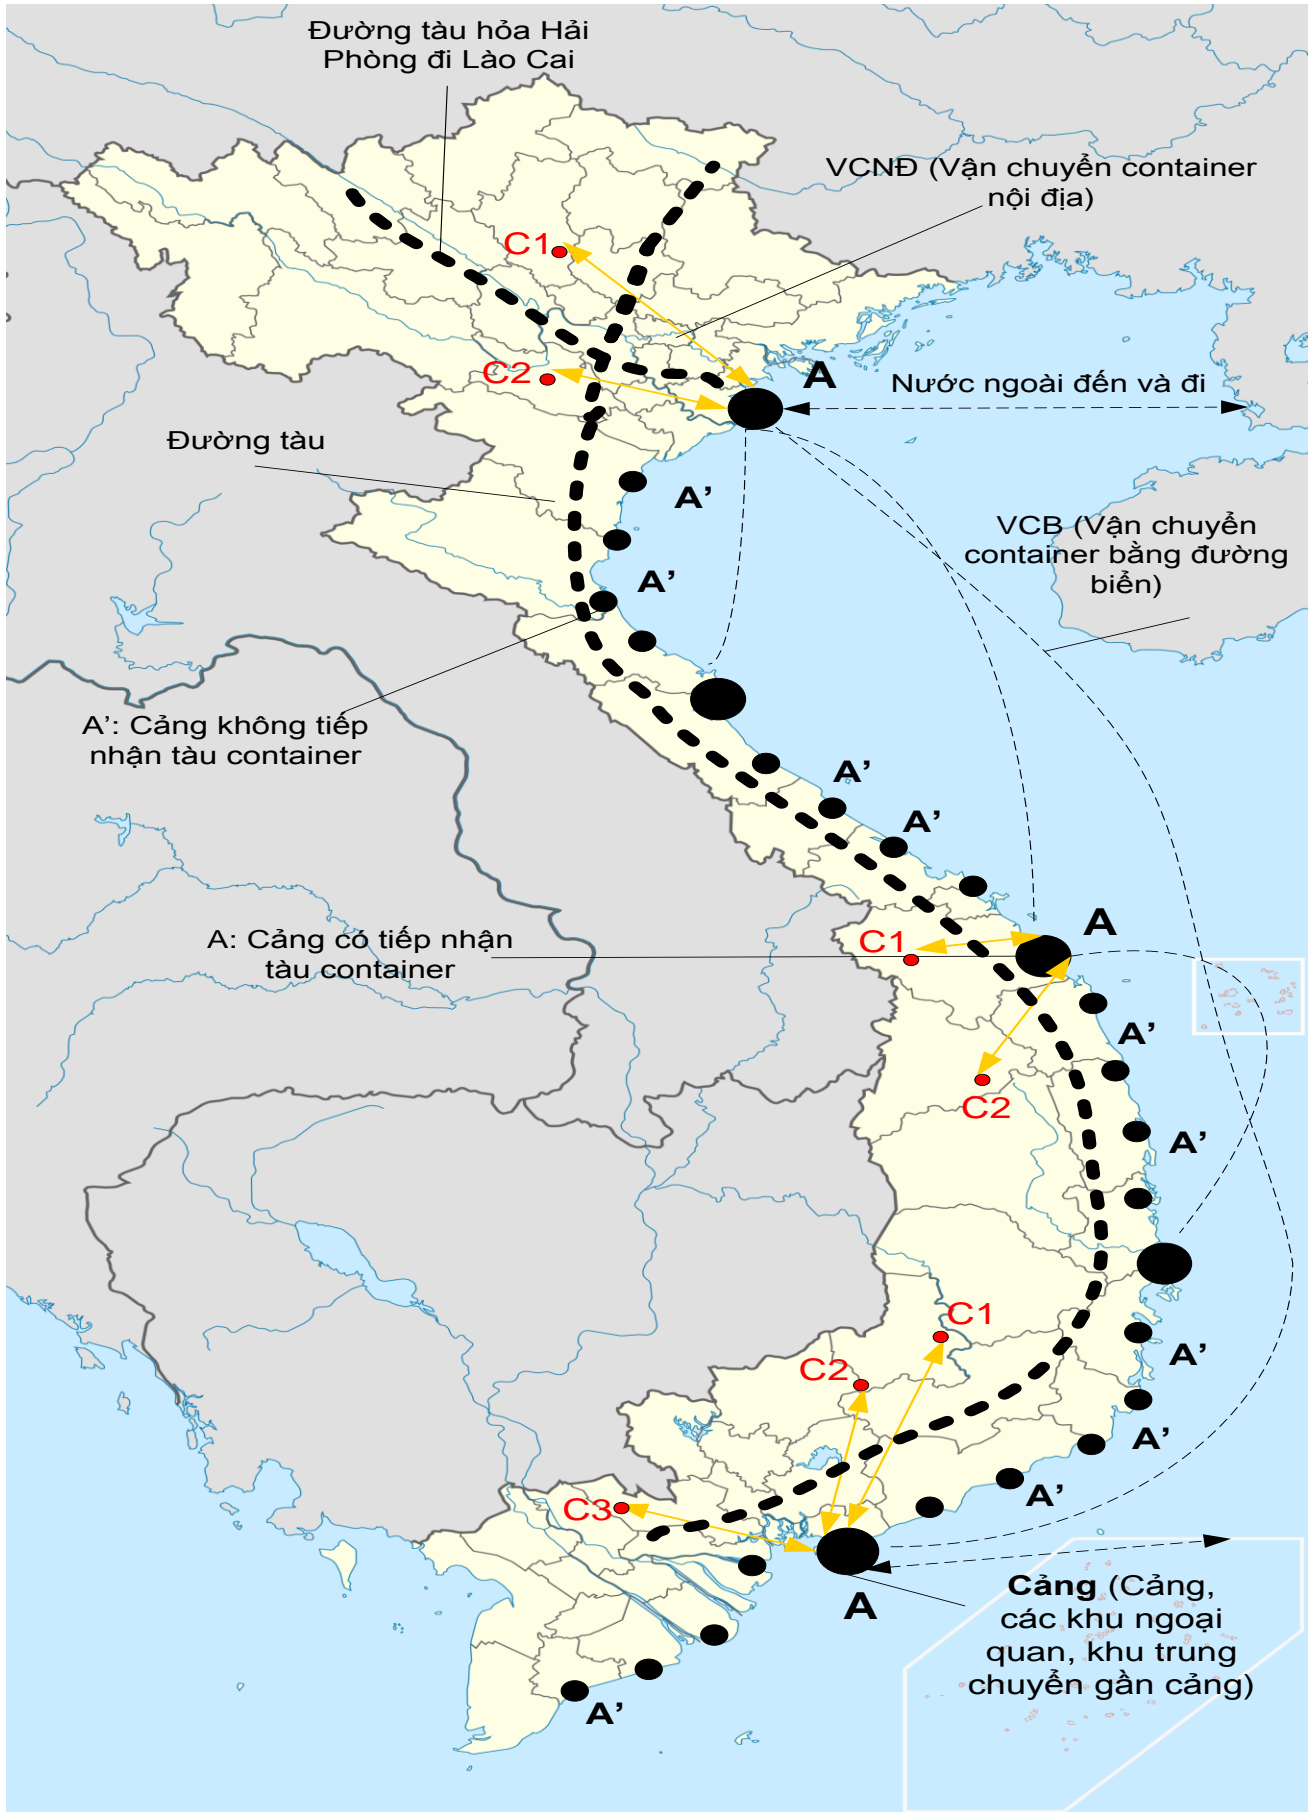 Đường tàu hỏa Hải
Phòng đi Lào Cai
VCNĐ (Vận chuyển container
nội địa)
C1
C2
A
Nước ngoài đến và đi
Đường tàu
A'
VCB (Vận chuyển
container bằng đường
biển)
A'
A': Cảng không tiếp
nhận tàu container
A'
A'
A
A: Cảng có tiếp nhận
tàu container
C1
A'
C2
A'
C1
A'
C2
A'
A'
C3
A
Cảng (Cảng,
các khu ngoại
quan, khu trung
chuyển gần cảng)
A'